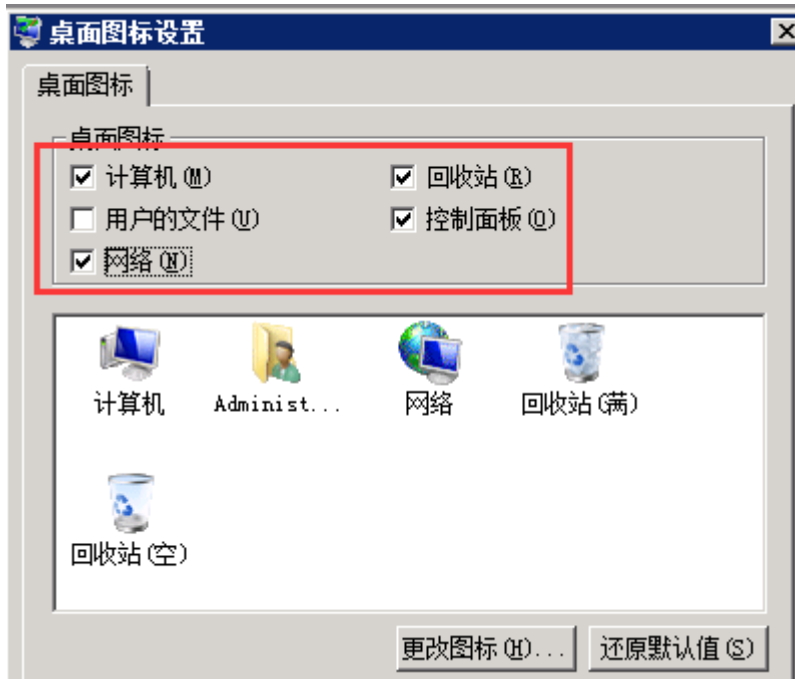 桌面图标设置
桌面图标
桌面图标
计算机(M) 回收站(R)
用户的文件(U) 控制面板(O)
网络(N)
计算机 Administ... 网络 回收站(满)
回收站(空)
更改图标(H)... 还原默认值(S)